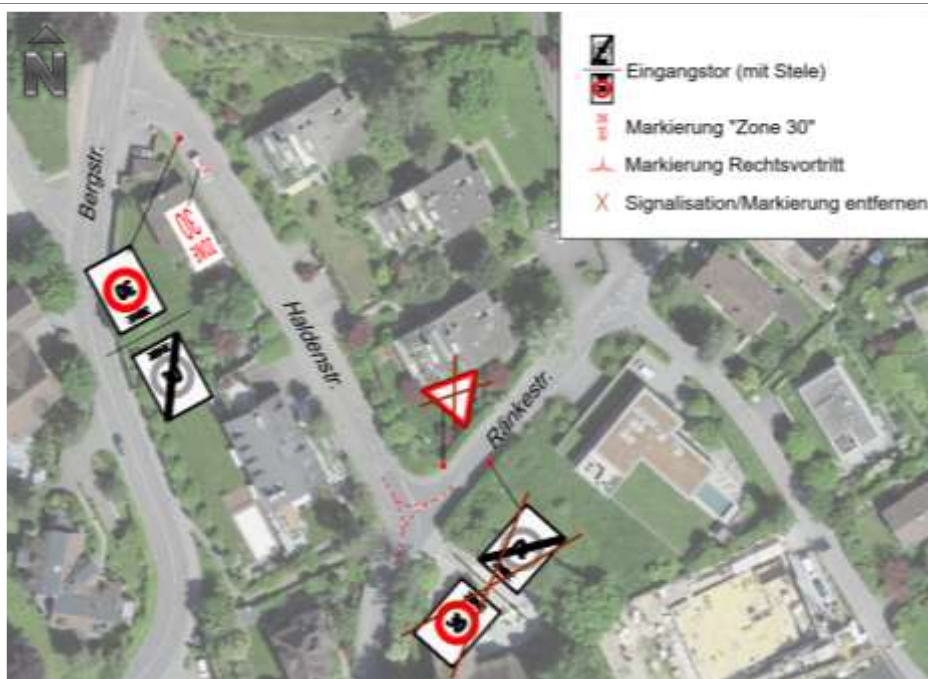 N
Bergstr.
Haldenstr.
Rankestr.
Eingangstor (mit Stele)
Markierung "Zone 30"
Markierung Rechtsvortritt
Signalisation/Markierung entfernen